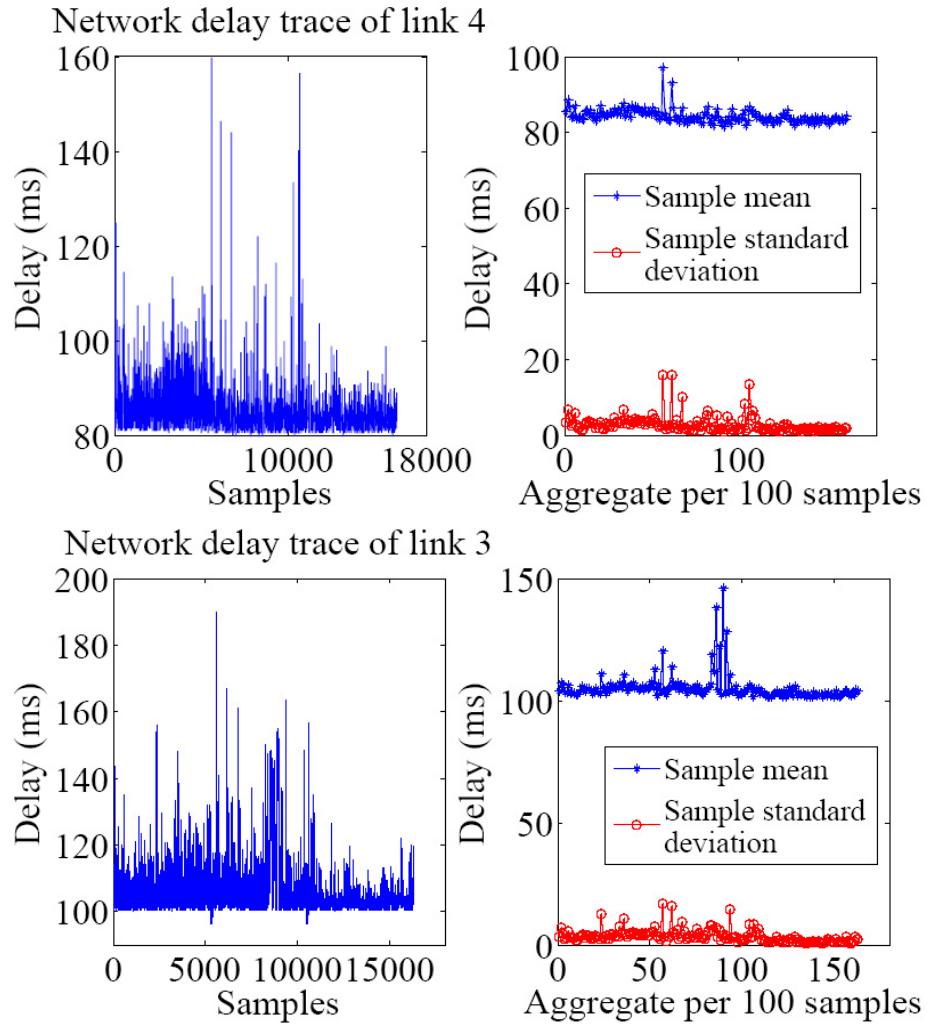 Network delay trace of link 4
160
140
120
100
80
0
10000
18000
Delay (ms)
Samples
100
80
60
40
20
0
0
100
Delay (ms)
Sample mean
Sample standard
deviation
Aggregate per 100 samples
Network delay trace of link 3
200
180
160
140
120
100
0
5000
10000
15000
Delay (ms)
Samples
150
100
50
0
0
50
100
150
Delay (ms)
Sample mean
Sample standard
deviation
Aggregate per 100 samples